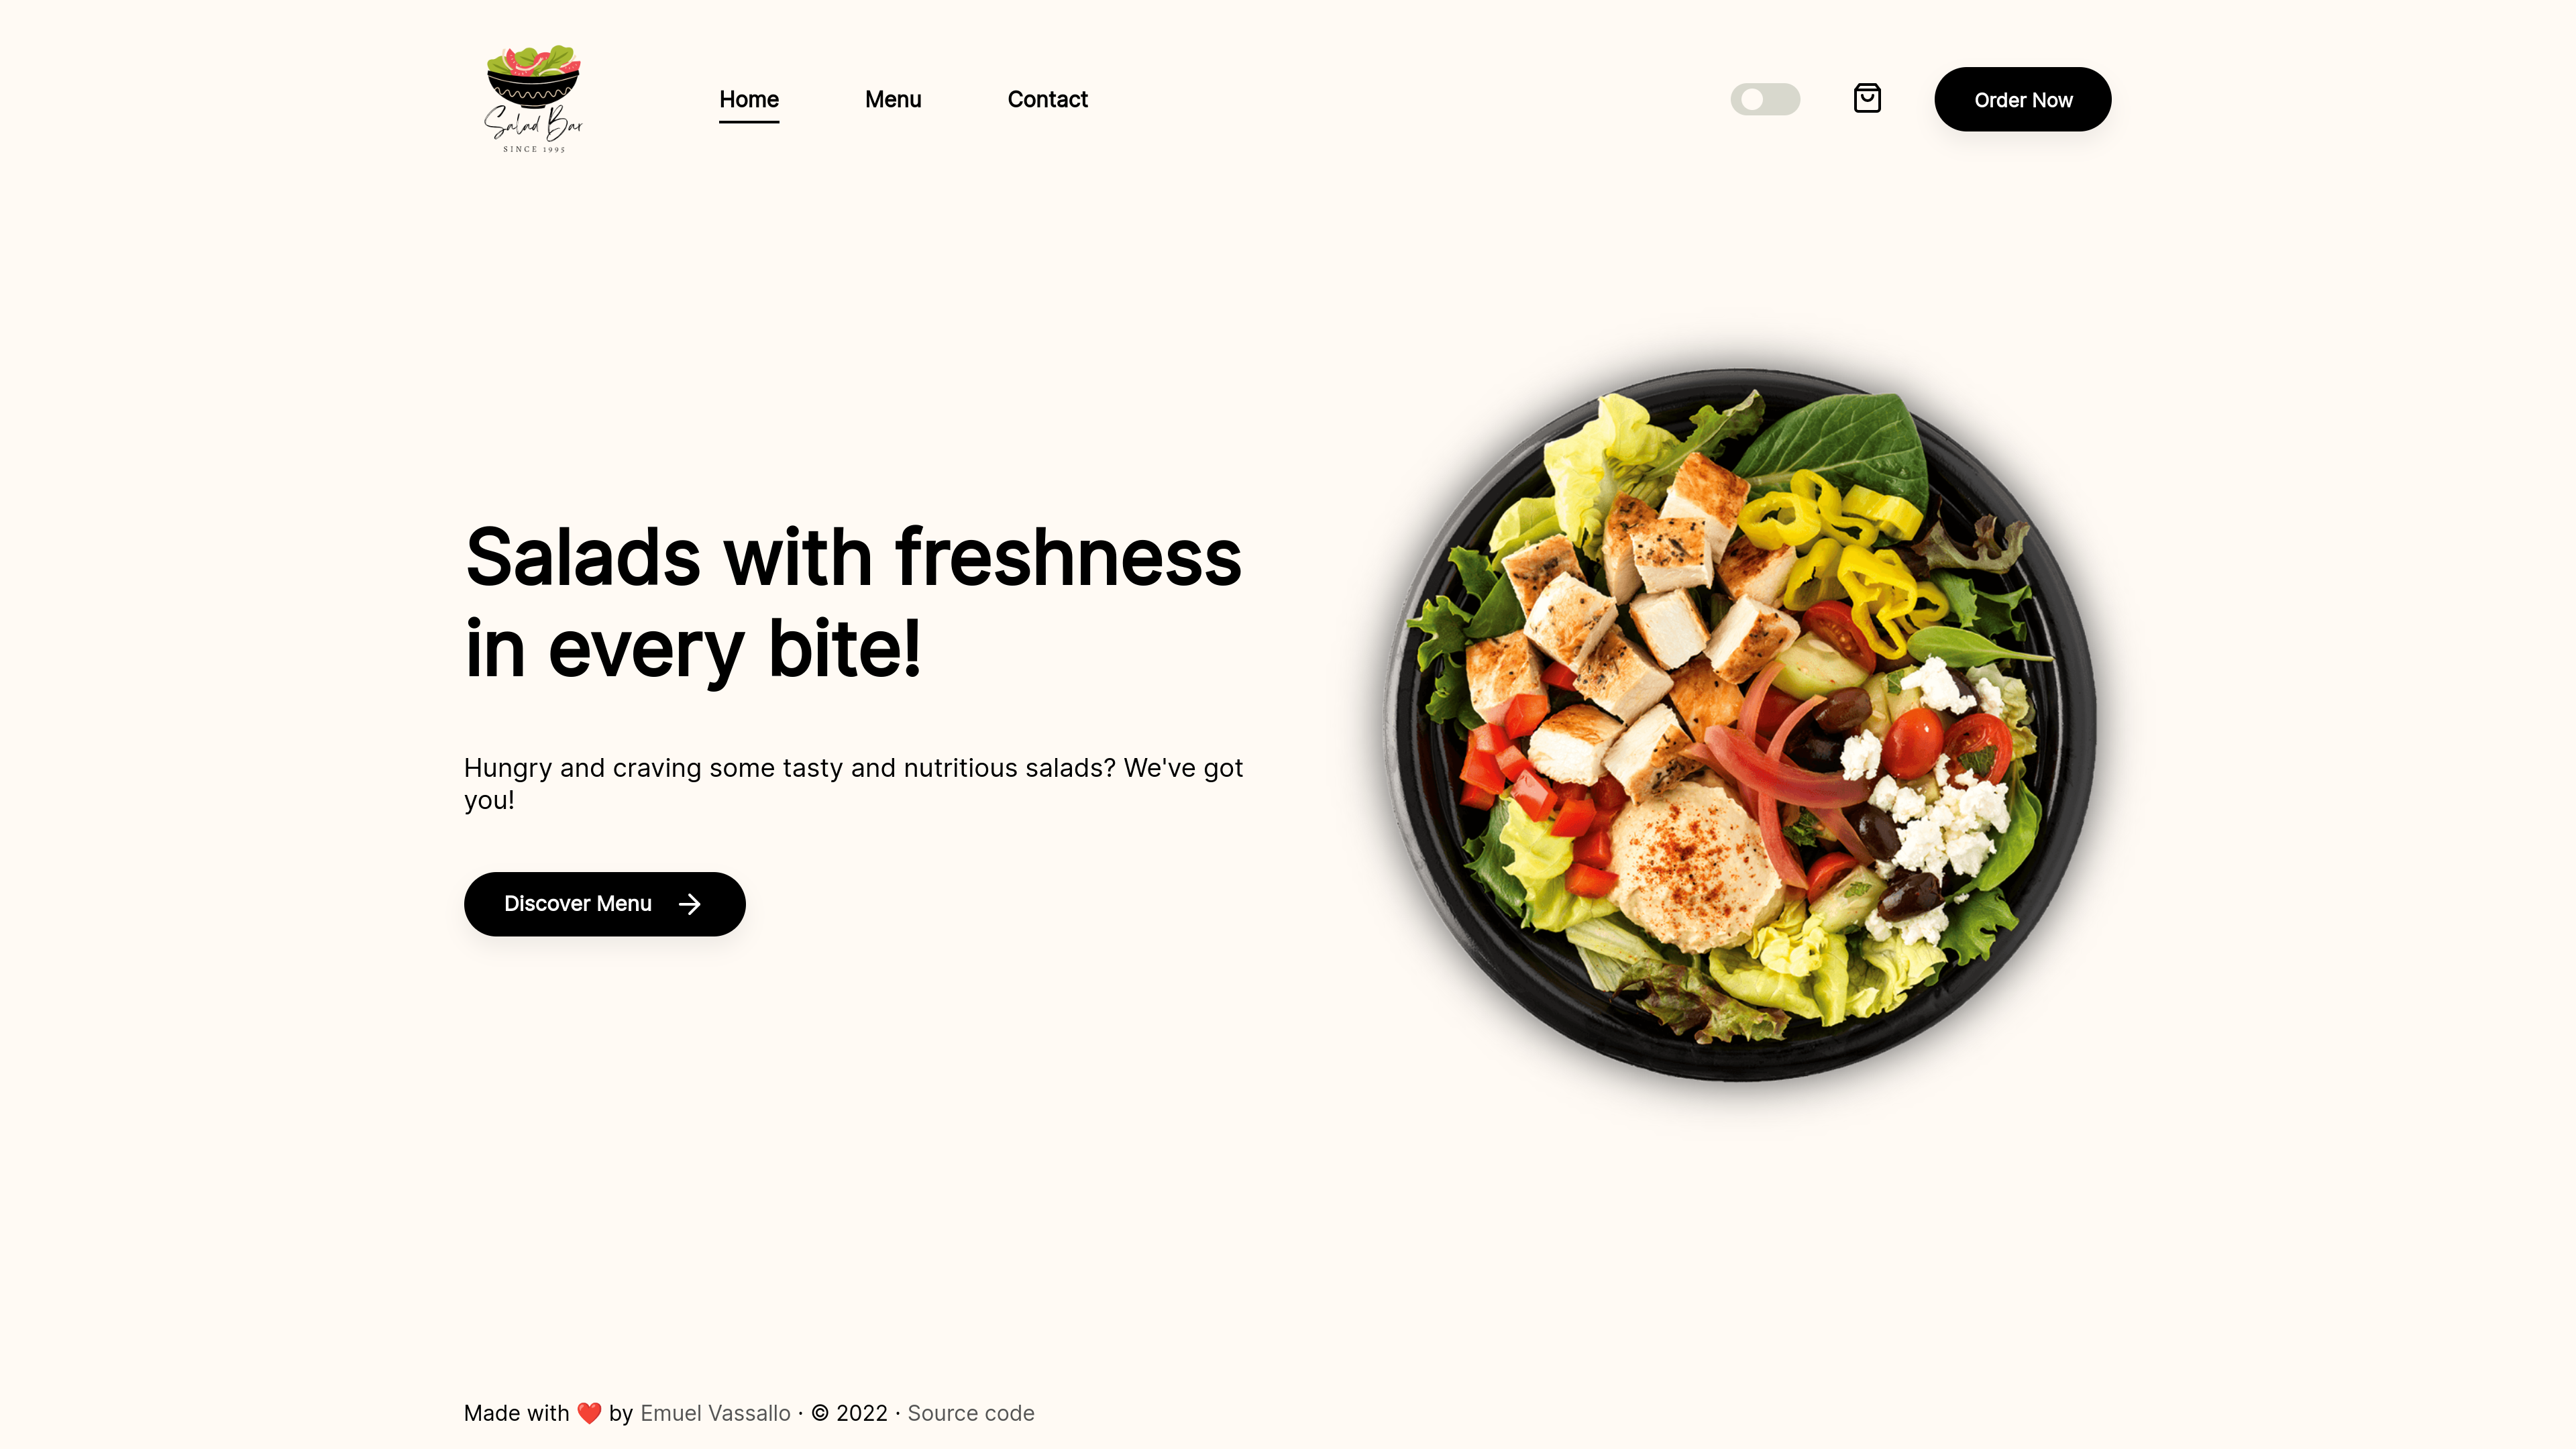 Salad Bar
SINCE 1995
Home
Menu
Contact
Order Now
Salads with freshness
in every bite!
Hungry and craving some tasty and nutritious salads? We've got
you!
Discover Menu
Made with ❤️ by Emuel Vassallo · © 2022 · Source code